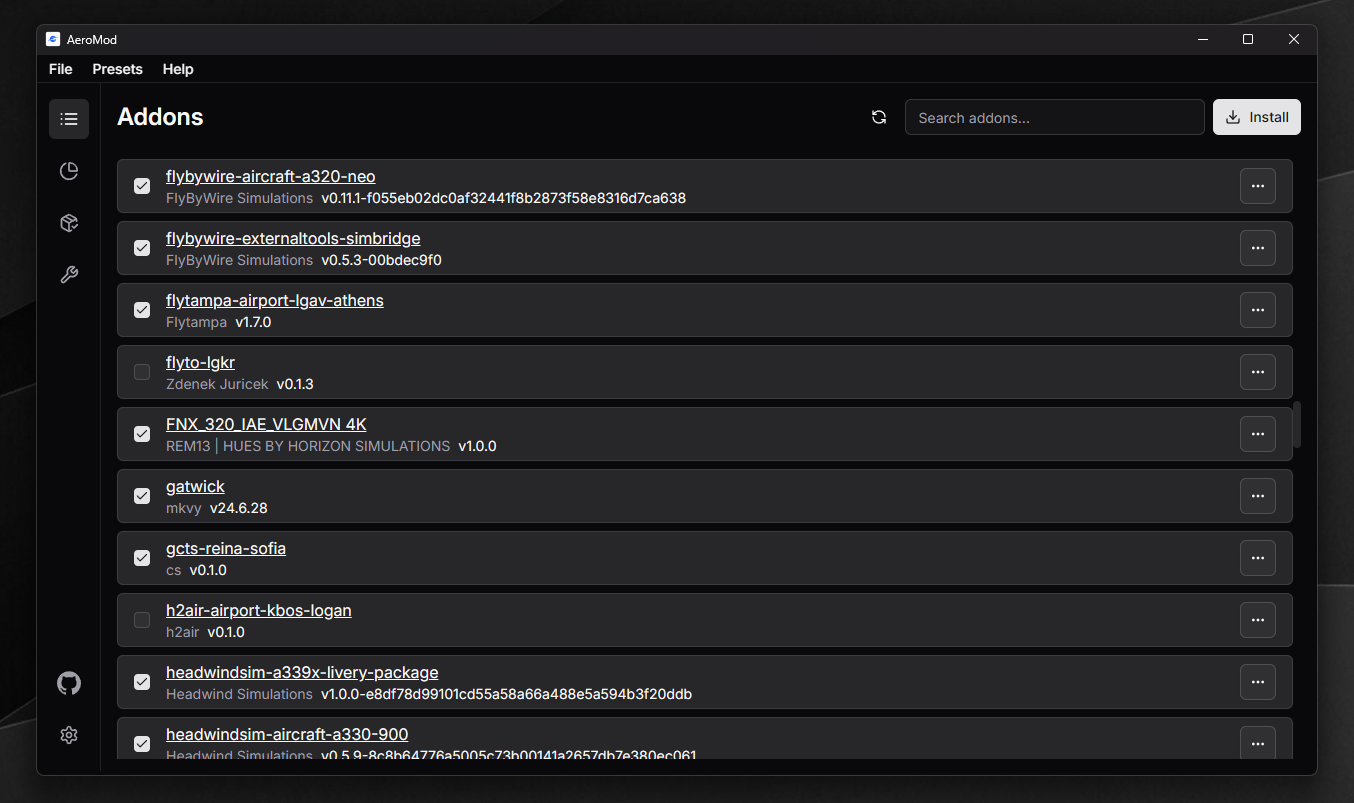 AeroMod
File Presets Help
Addons
Search addons...
Install
flybywire-aircraft-a320-neo
FlyByWire Simulations v0.11.1-f055eb02dc0af32441f8b2873f58e8316d7ca638
flybywire-externaltools-simbridge
FlyByWire Simulations v0.5.3-00bdec9f0
flytampa-airport-lgav-athens
Flytampa v1.7.0
flyto-lgkr
Zdenek Juricek v0.1.3
FNX_320_IAE_VLGMVN 4K
REM13 | HUES BY HORIZON SIMULATIONS v1.0.0
gatwick
mkvy v24.6.28
gcts-reina-sofia
cs v0.1.0
h2air-airport-kbos-logan
h2air v0.1.0
headwindsim-a339x-livery-package
Headwind Simulations v1.0.0-e8df78d99101cd55a58a66a488e5a594b3f20ddb
headwindsim-aircraft-a330-900
Headwind Simulations v0.5.9-8c8b64776a5005c73b00141a2657db7e380ec061